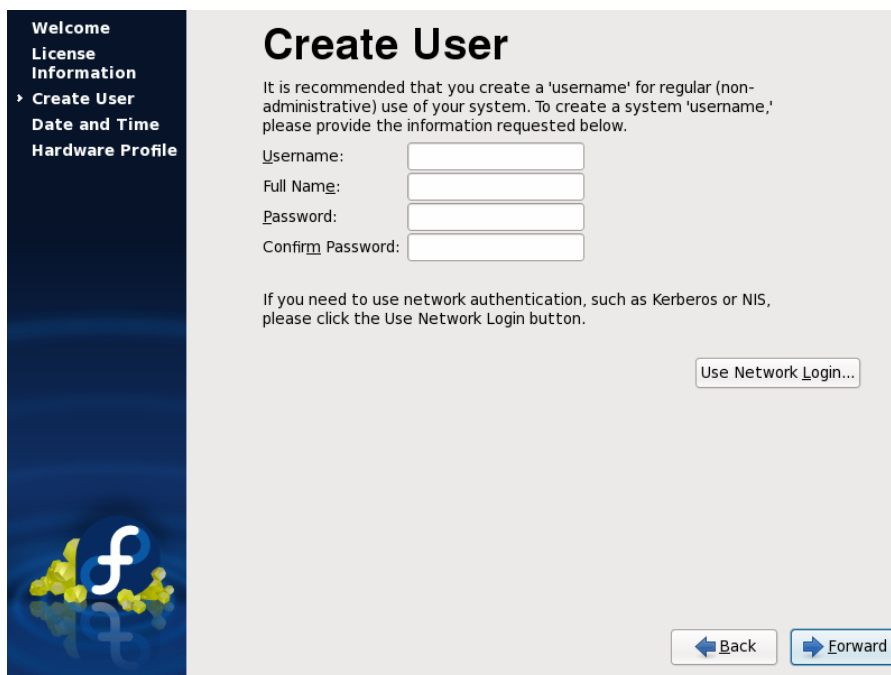 Welcome
License
Information
Create User
Date and Time
Hardware Profile
Create User
It is recommended that you create a 'username' for regular (non-
administrative) use of your system. To create a system 'username,'
please provide the information requested below.
Username:
Full Name:
Password:
Confirm Password:
If you need to use network authentication, such as Kerberos or NIS,
please click the Use Network Login button.
Use Network Login...
Back
Forward